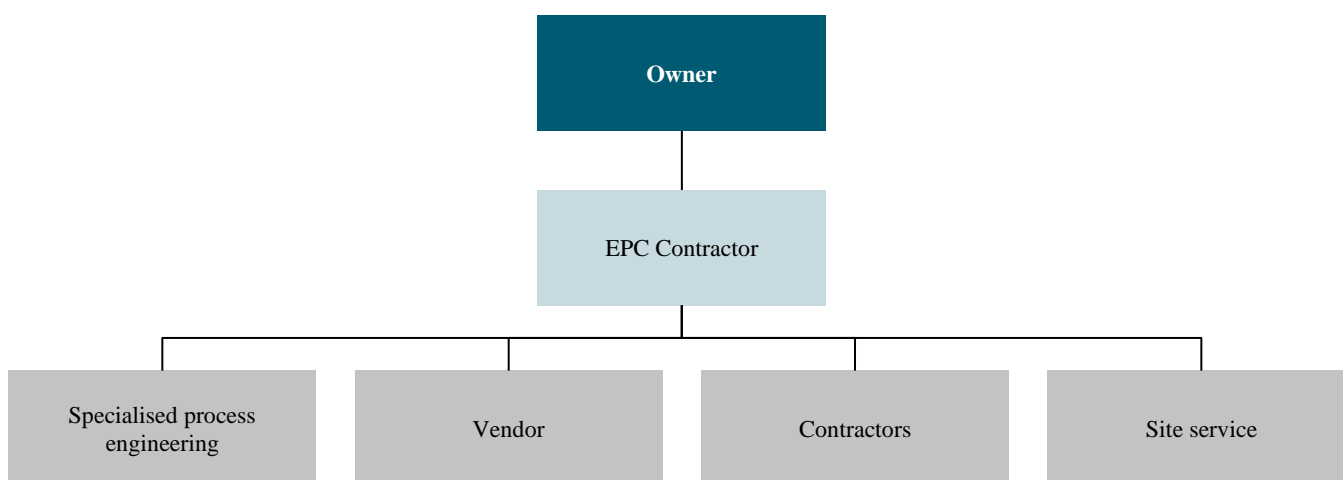 Owner
EPC Contractor
Specialised process
engineering
Vendor
Contractors
Site service